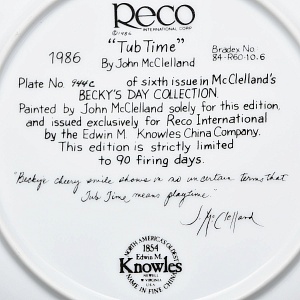 Reco
INTERNATIONAL CORP.
©1986
1986
"Tub Time"
Bradex No.
84-R60-10.6
By John McClelland
Plate No. 944C of sixth issue in McClelland's
BECKY'S DAY COLLECTION.
Painted by John McClelland solely for this edition
and issued exclusively for Reco International
by the Edwin M. Knowles China Company.
This edition is strictly limited
to 90 firing days.
"Beckys cheery smile shows in no uncertain terms that
Tub Time means playtime."
J. McClelland
NORTH AMERICA'S OLDEST
1854
Edwin M.
Knowles
NEWELL
W. VIRGINIA
U.S.A.
NAME IN FINE CHINA